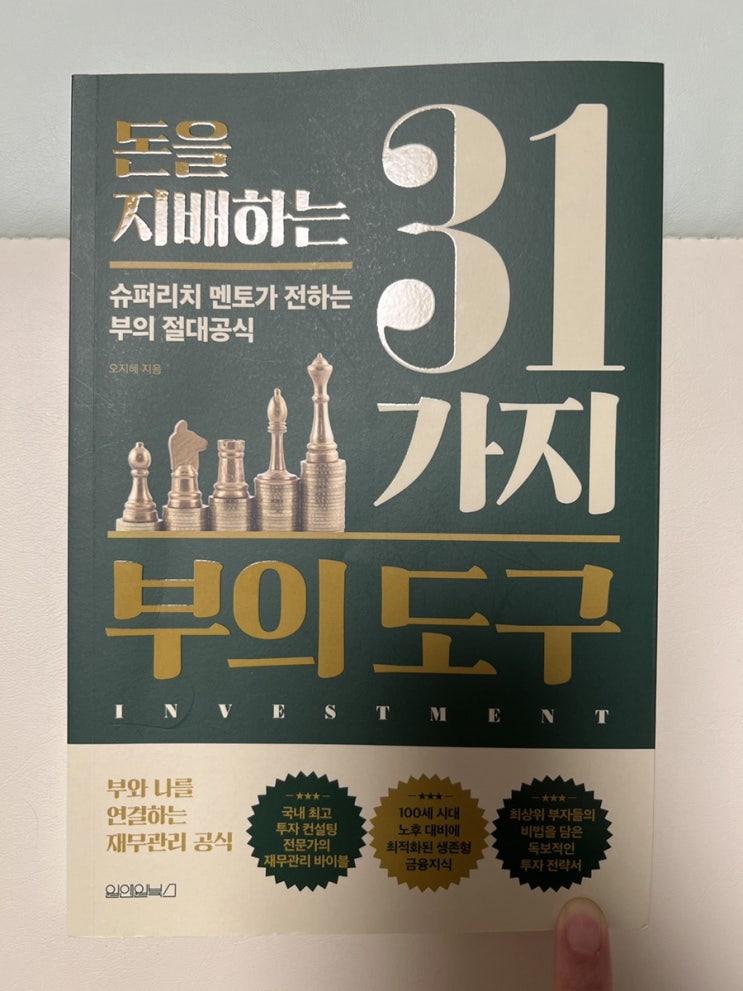 돈을
지배하는
31
가지
슈퍼리치 멘토가 전하는
부의 절대공식
오지혜 지음
부의 도구
INVESTMENT
부와 나를
연결하는
재무관리 공식
국내 최고
투자 컨설팅
전문가의
재무관리 바이블
100세 시대
노후 대비에
최적화된 생존형
금융지식
최상위 부자들의
비법을 담은
독보적인
투자 전략서
일엔일북스